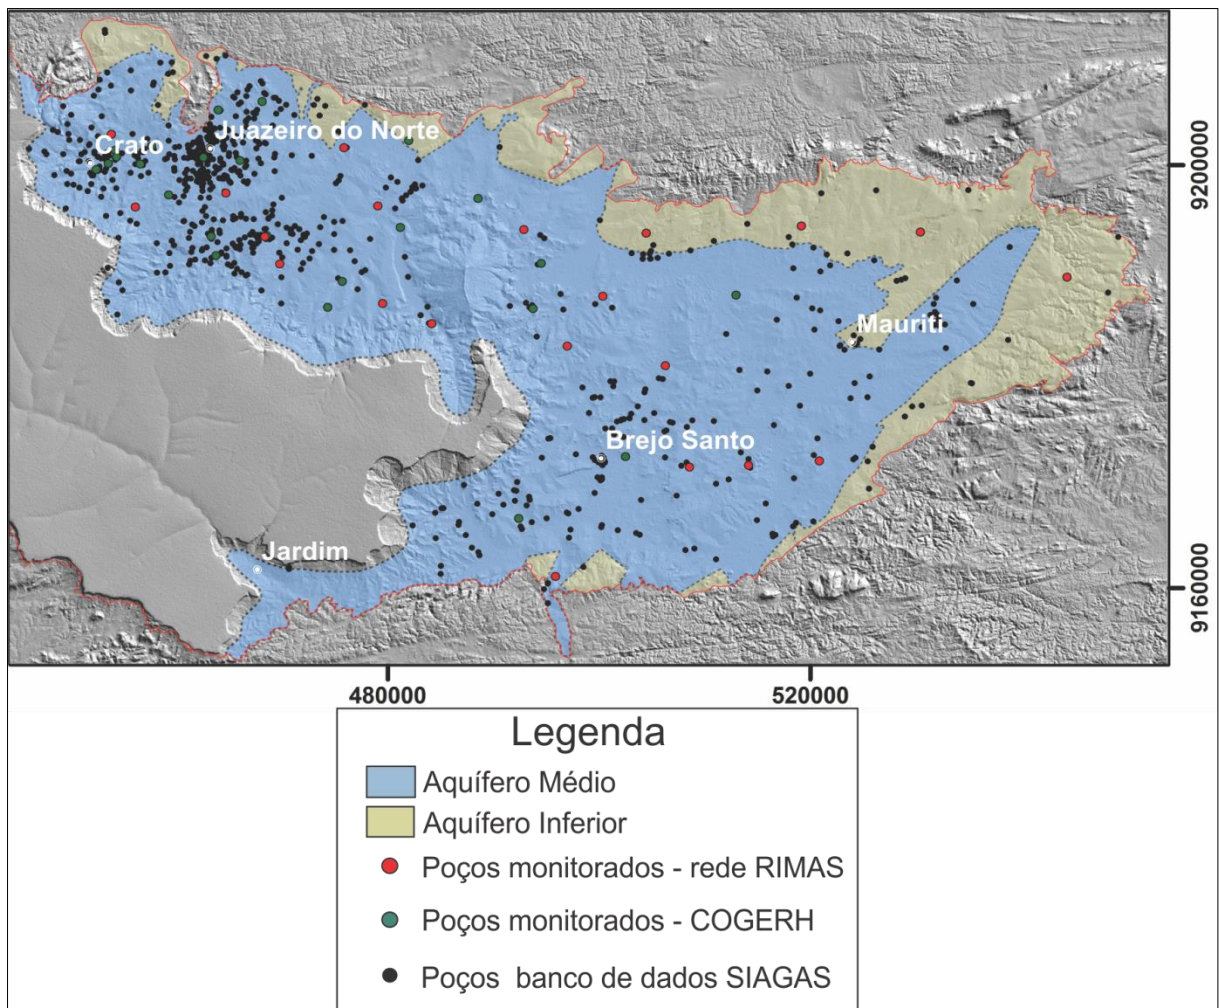 Juazeiro do Norte
Crato
9200000
Mauriti
Brejo Santo
Jardim
9160000
480000
520000
Legenda
Aquífero Médio
Aquífero Inferior
Poços monitorados - rede RIMAS
Poços monitorados - COGERH
Poços banco de dados SIAGAS